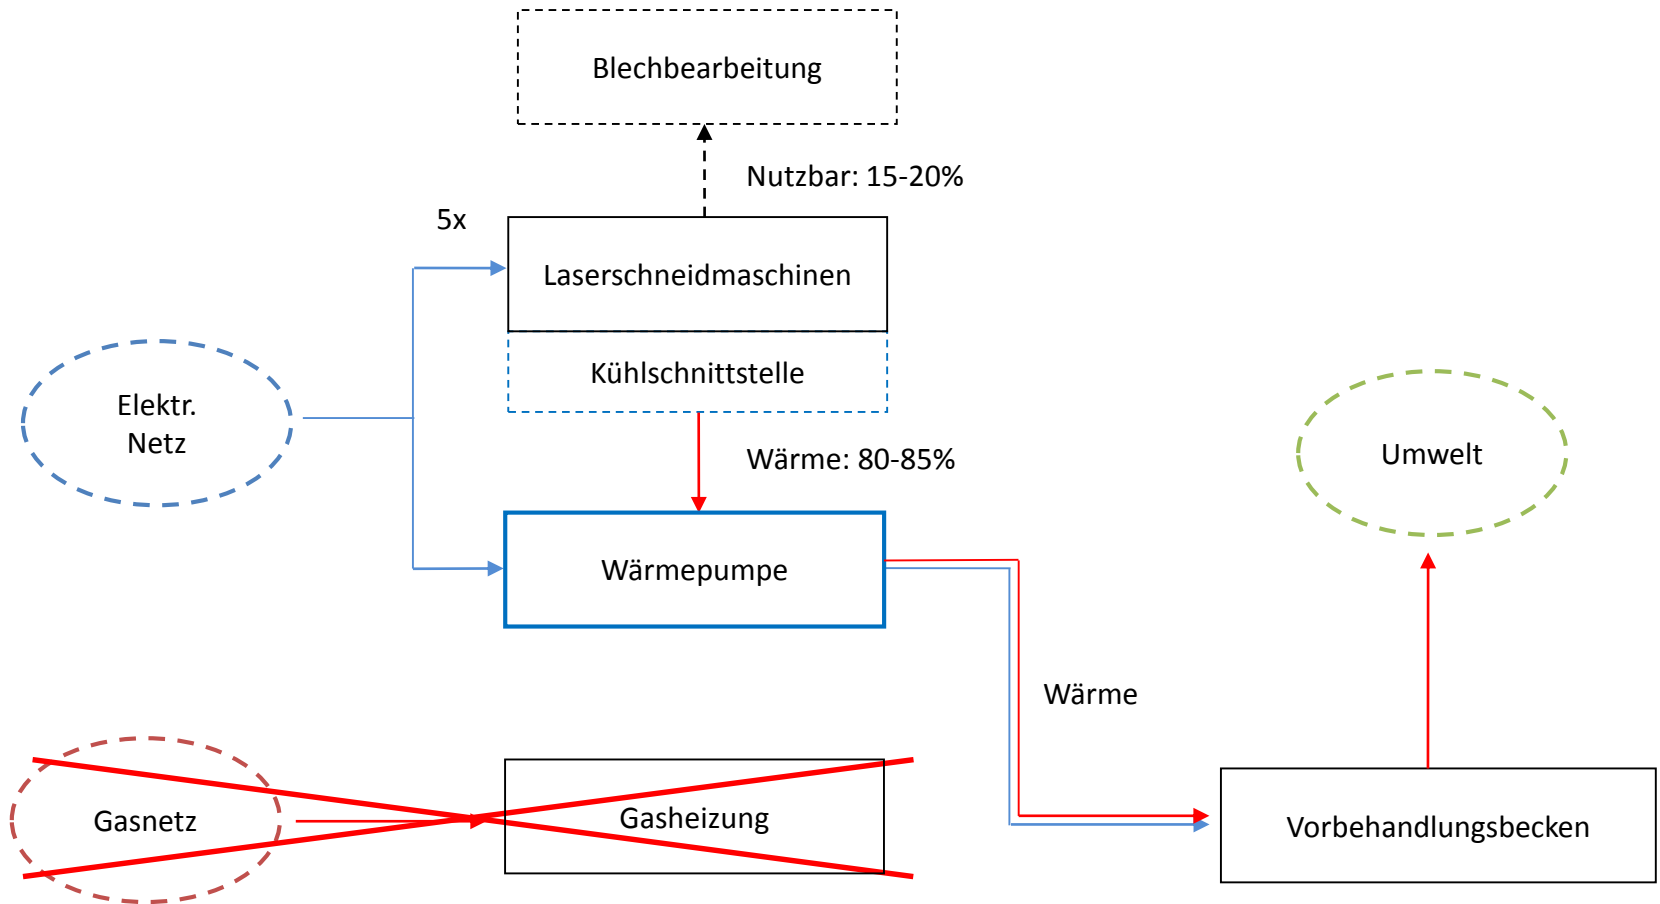 Blechbearbeitung
Nutzbar: 15-20%
5x
Laserschneidmaschinen
Kühlschnittstelle
Elektr.
Netz
Wärme: 80-85%
Umwelt
Wärmepumpe
Wärme
Gasnetz
Gasheizung
Vorbehandlungsbecken